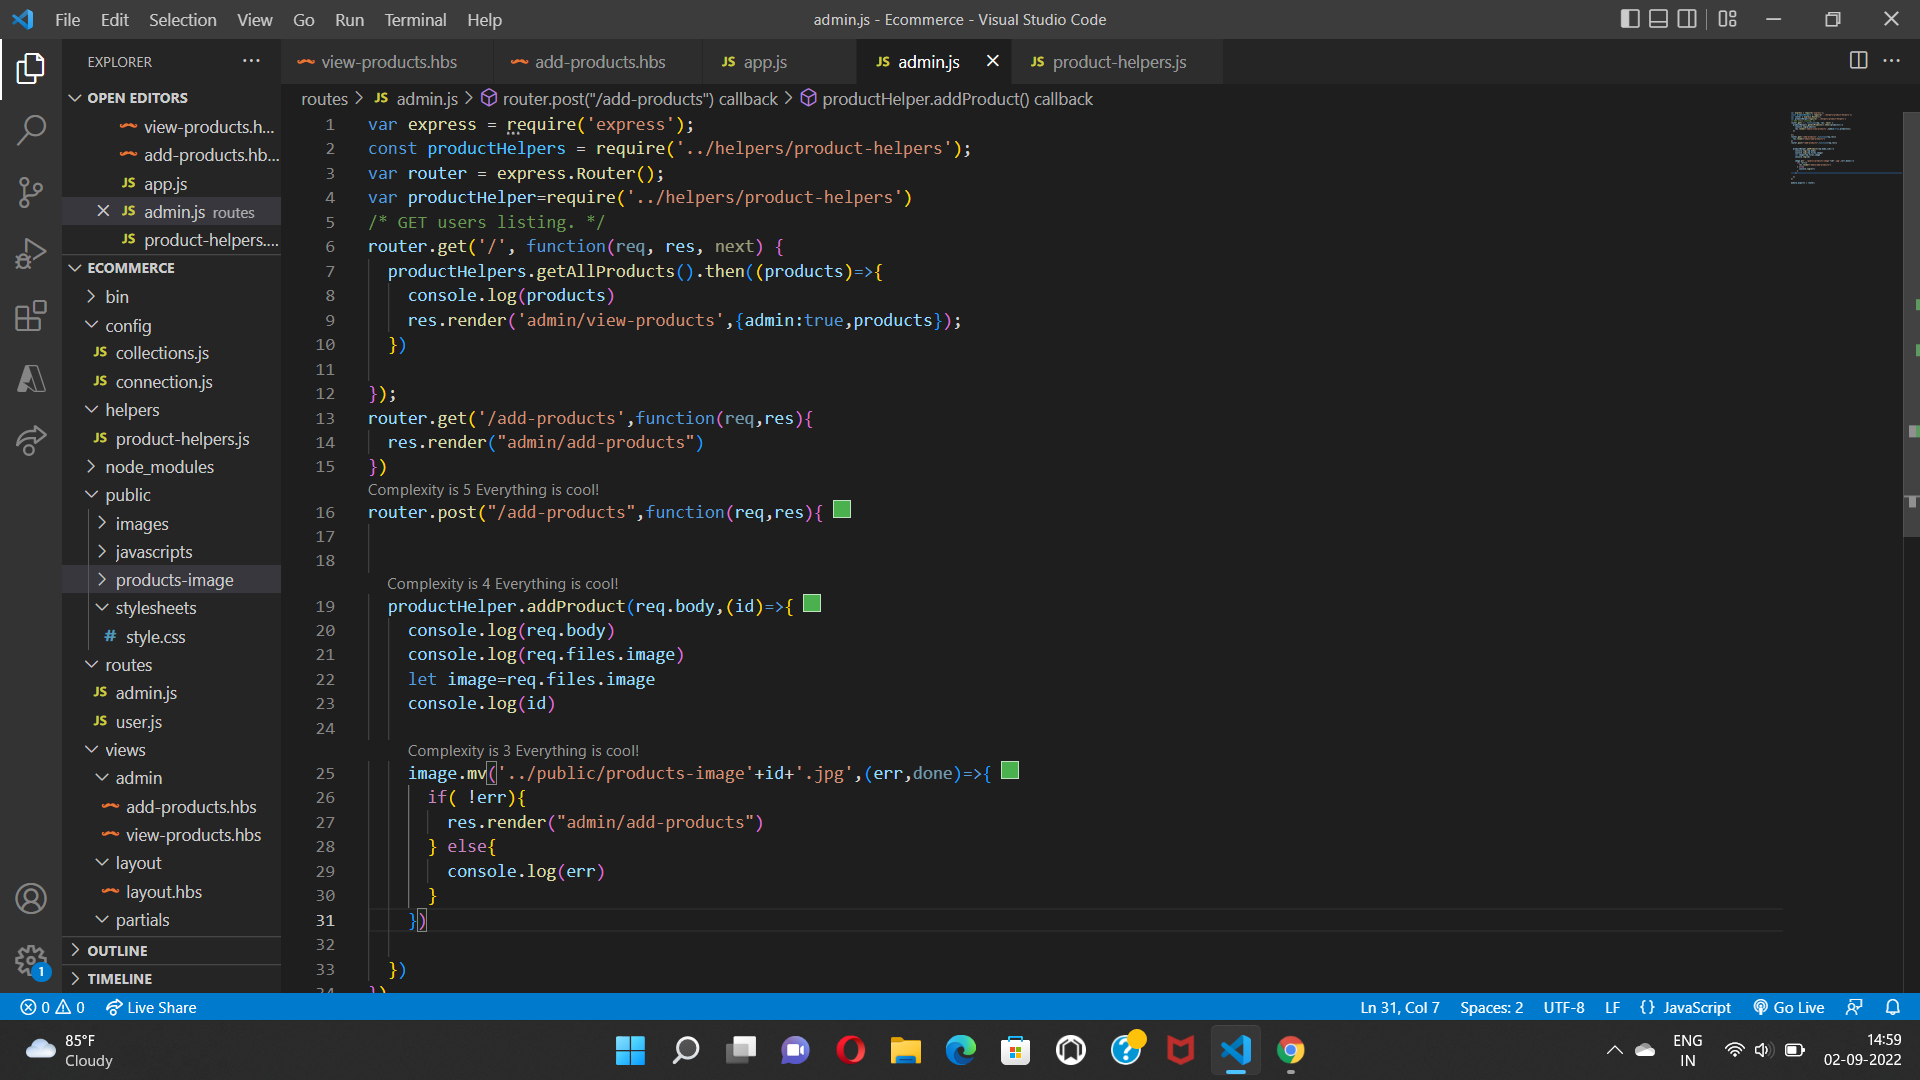 File Edit Selection View Go Run Terminal Help
admin.js - Ecommerce - Visual Studio Code
EXPLORER
OPEN EDITORS
view-products.h...
add-products.hb...
JS app.js
JS admin.js routes
JS product-helpers....
ECOMMERCE
bin
config
JS collections.js
JS connection.js
helpers
JS product-helpers.js
node_modules
public
images
javascripts
products-image
stylesheets
# style.css
routes
JS admin.js
JS user.js
views
admin
add-products.hbs
view-products.hbs
layout
layout.hbs
partials
OUTLINE
TIMELINE
1
view-products.hbs add-products.hbs JS app.js JS admin.js JS product-helpers.js
routes > JS admin.js > router.post("/add-products") callback > productHelper.addProduct() callback
1 var express = require('express');
2 const productHelpers = require('../helpers/product-helpers');
3 var router = express.Router();
4 var productHelper=require('../helpers/product-helpers')
5 /* GET users listing. */
6 router.get('/', function(req, res, next) {
7 productHelpers.getAllProducts().then((products)=>{
8 console.log(products)
9 res.render('admin/view-products',{admin:true,products});
10 })
11
12 });
13 router.get('/add-products',function(req,res){
14 res.render("admin/add-products")
15 })
Complexity is 5 Everything is cool!
16 router.post("/add-products",function(req,res){
17
18
Complexity is 4 Everything is cool!
19 productHelper.addProduct(req.body,(id)=>{
20 console.log(req.body)
21 console.log(req.files.image)
22 let image=req.files.image
23 console.log(id)
24
Complexity is 3 Everything is cool!
25 image.mv('../public/products-image'+id+'.jpg',(err,done)=>{
26 if( !err){
27 res.render("admin/add-products")
28 } else{
29 console.log(err)
30 }
31 })
32
33 })
34 })
0 0 Live Share
Ln 31, Col 7 Spaces: 2 UTF-8 LF {} JavaScript Go Live
85°F
Cloudy
ENG
IN
14:59
02-09-2022